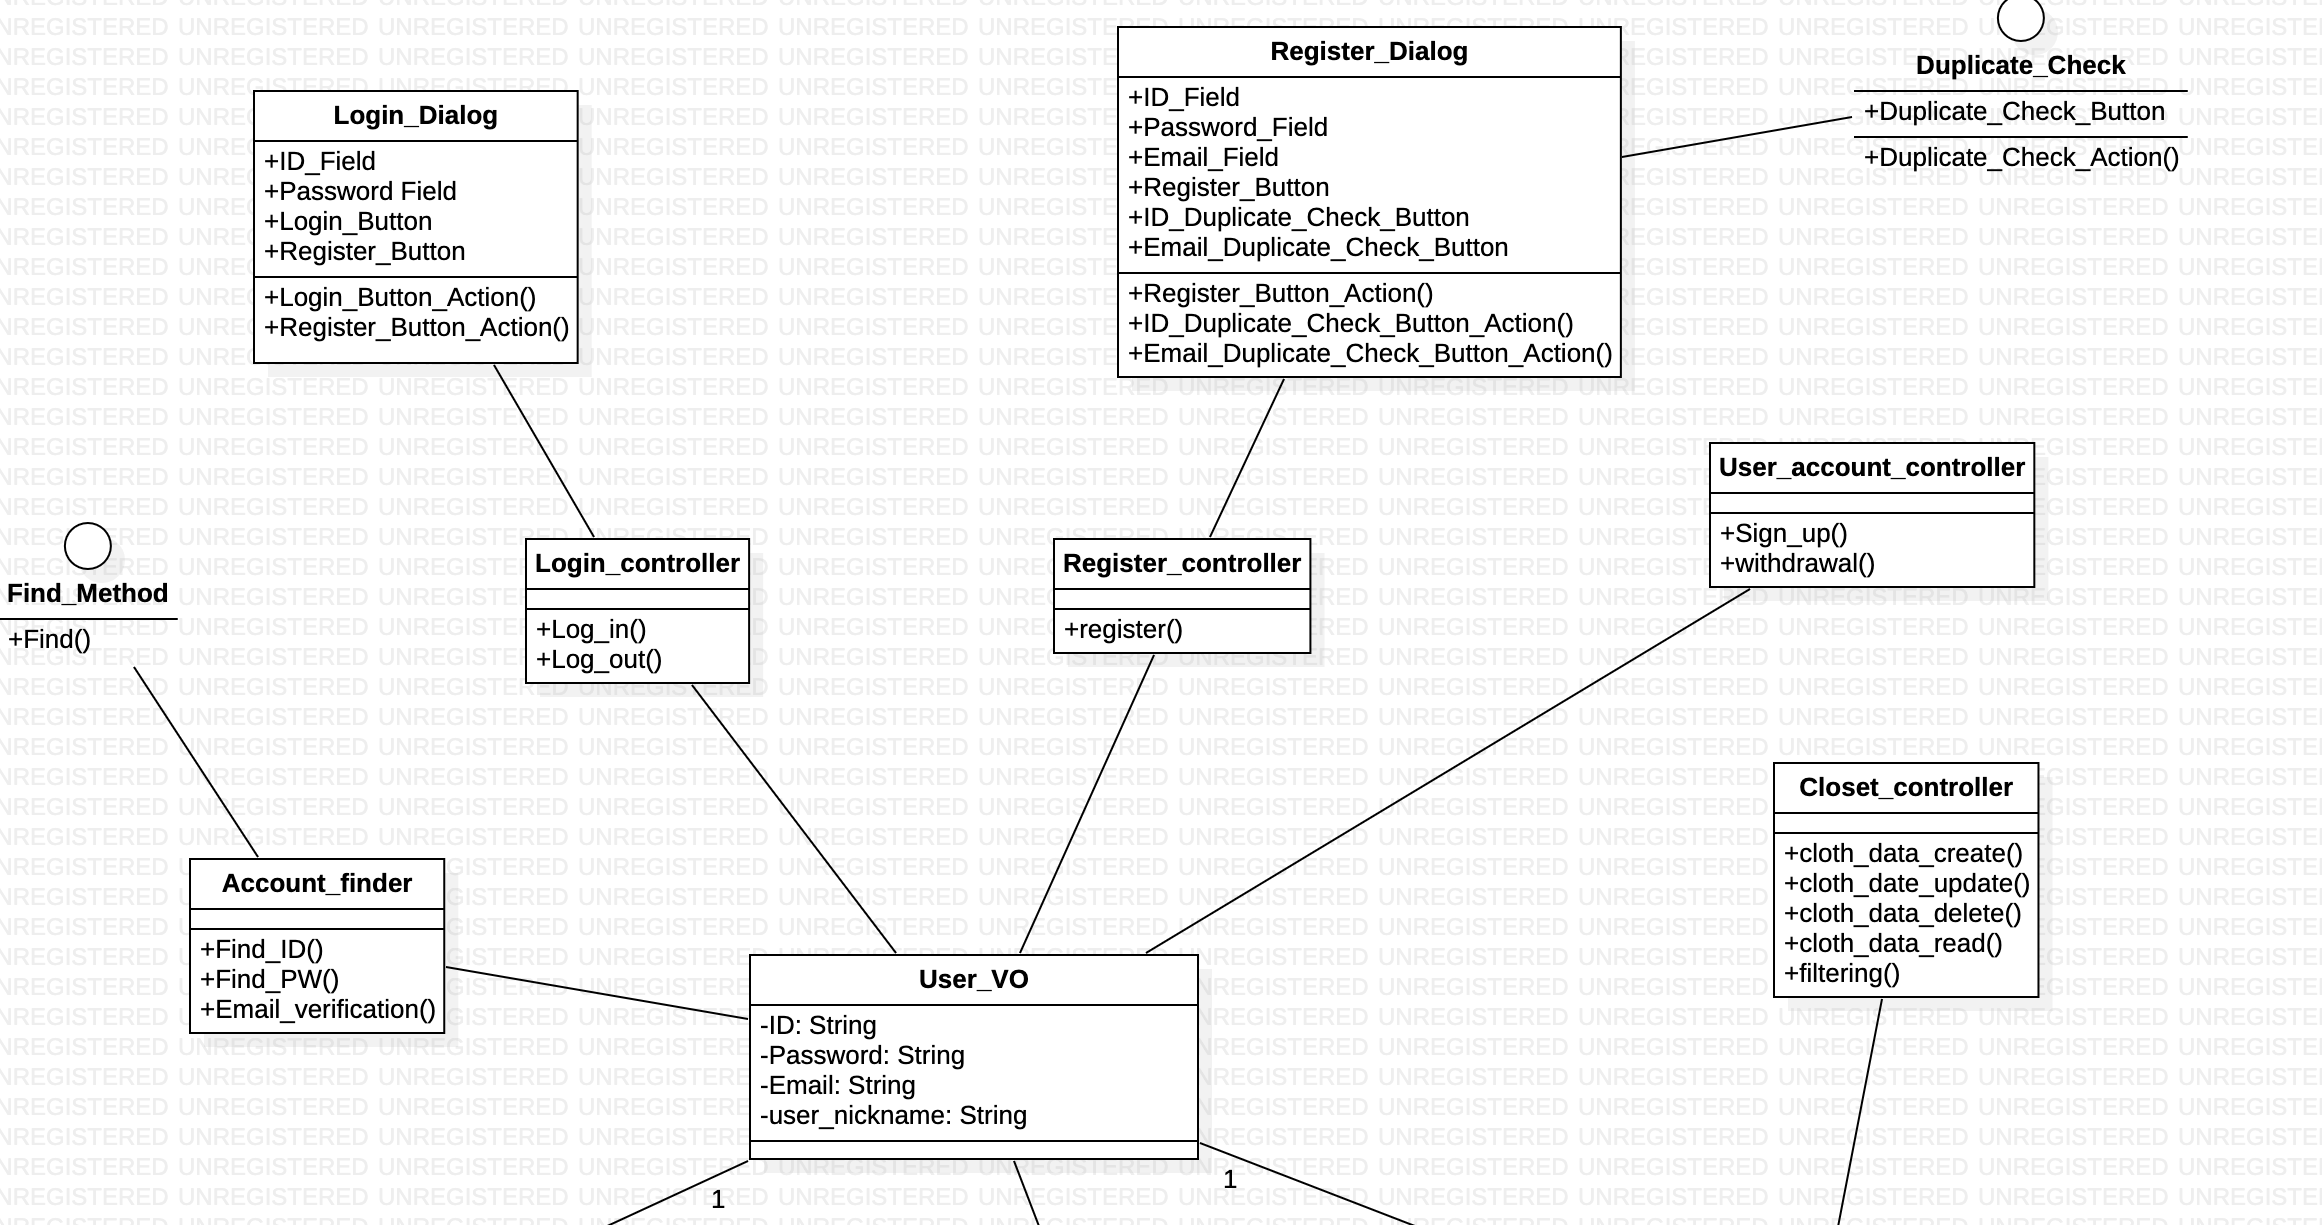 Register_Dialog
+ID_Field
+Password_Field
+Email_Field
+Register_Button
+ID_Duplicate_Check_Button
+Email_Duplicate_Check_Button
+Register_Button_Action()
+ID_Duplicate_Check_Button_Action()
+Email_Duplicate_Check_Button_Action()
Duplicate_Check
+Duplicate_Check_Button
+Duplicate_Check_Action()
Login_Dialog
+ID_Field
+Password Field
+Login_Button
+Register_Button
+Login_Button_Action()
+Register_Button_Action()
User_account_controller
+Sign_up()
+withdrawal()
Find_Method
+Find()
Login_controller
+Log_in()
+Log_out()
Register_controller
+register()
Closet_controller
+cloth_data_create()
+cloth_date_update()
+cloth_data_delete()
+cloth_data_read()
+filtering()
Account_finder
+Find_ID()
+Find_PW()
+Email_verification()
User_VO
-ID: String
-Password: String
-Email: String
-user_nickname: String
1
1
UNREGISTERED